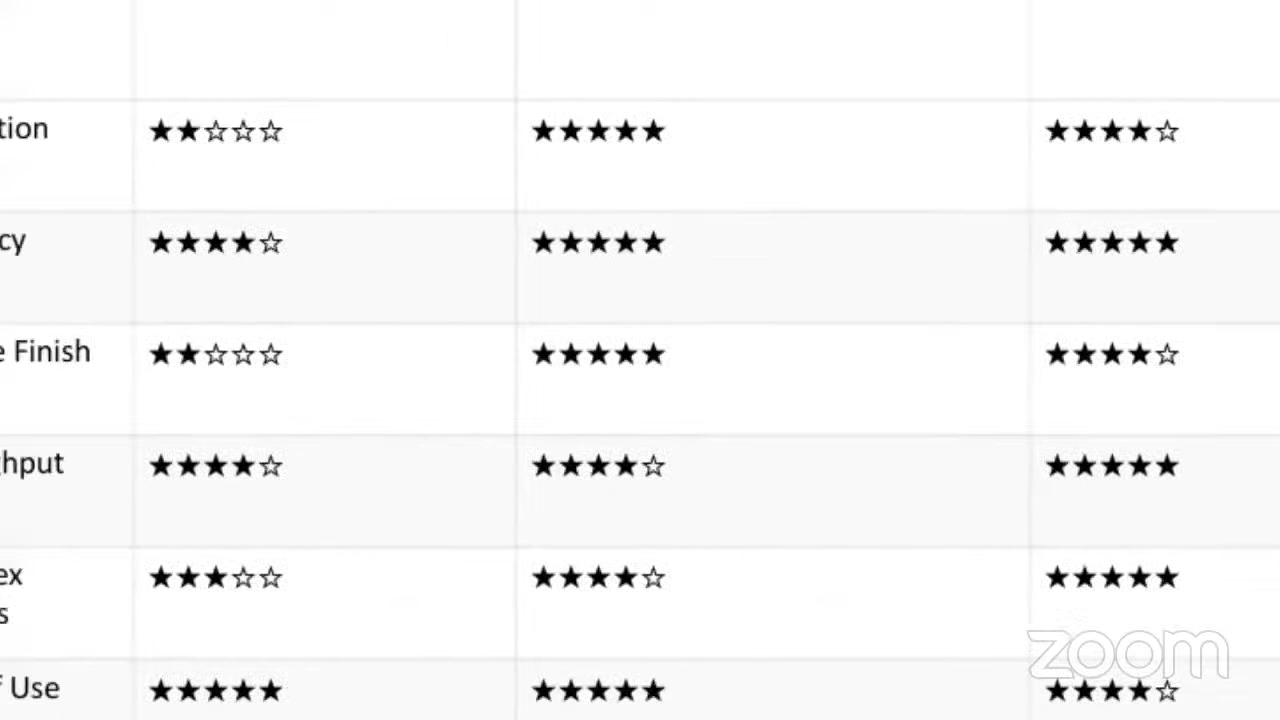 tion ★★☆☆☆ ★★★★★ ★★★★☆
cy ★★★★☆ ★★★★★ ★★★★★
e Finish ★★☆☆☆ ★★★★★ ★★★★☆
hput ★★★★☆ ★★★★☆ ★★★★★
ex ★★★☆☆ ★★★★☆ ★★★★★
s
zoom
Use ★★★★★ ★★★★★ ★★★★☆